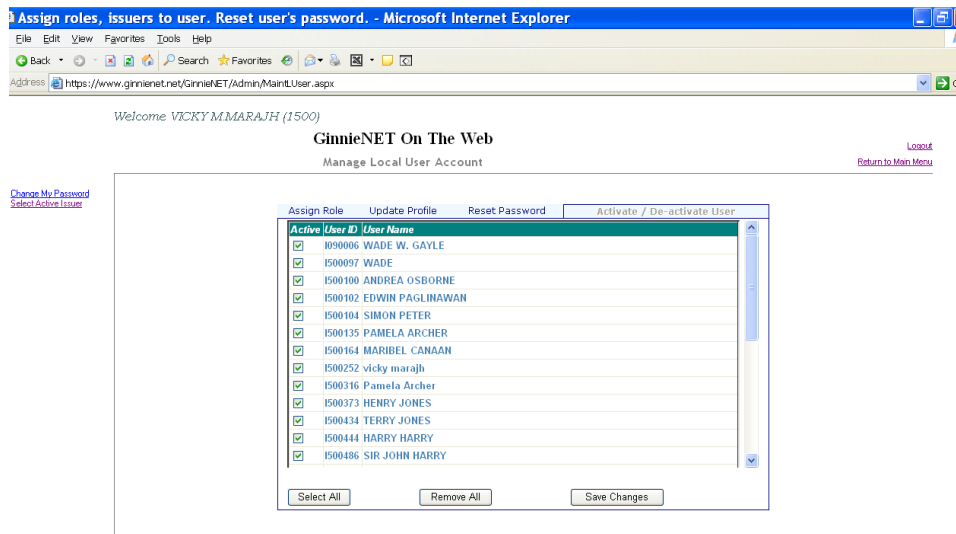 Assign roles, issuers to user. Reset user's password. - Microsoft Internet Explorer
File Edit View Favorites Tools Help
Back Search Favorites
Address https://www.ginnienet.net/GinnieNET/Admin/MaintLUser.aspx
Welcome VICKY M.MARAJH (1500)
GinnieNET On The Web
Logout
Manage Local User Account
Return to Main Menu
Change My Password
Select Active Issuer
Assign Role Update Profile Reset Password Activate / De-activate User
Active User ID User Name
I090006 WADE W. GAYLE
I500097 WADE
I500100 ANDREA OSBORNE
I500102 EDWIN PAGLINAWAN
I500104 SIMON PETER
I500135 PAMELA ARCHER
I500164 MARIBEL CANAAN
I500252 vicky marajh
I500316 Pamela Archer
I500373 HENRY JONES
I500434 TERRY JONES
I500444 HARRY HARRY
I500486 SIR JOHN HARRY
Select All Remove All Save Changes